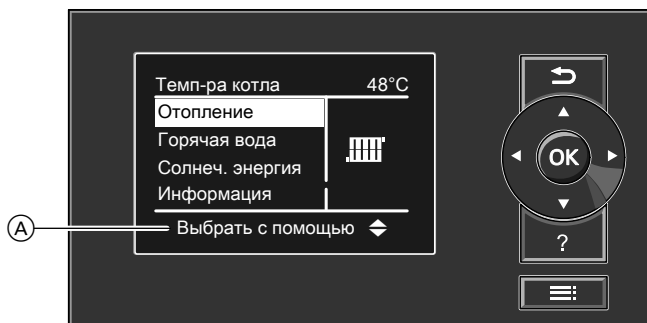 Темп-ра котла 48°C
Отопление
Горячая вода
Солнеч. энергия
Информация
Выбрать с помощью
A
OK
?